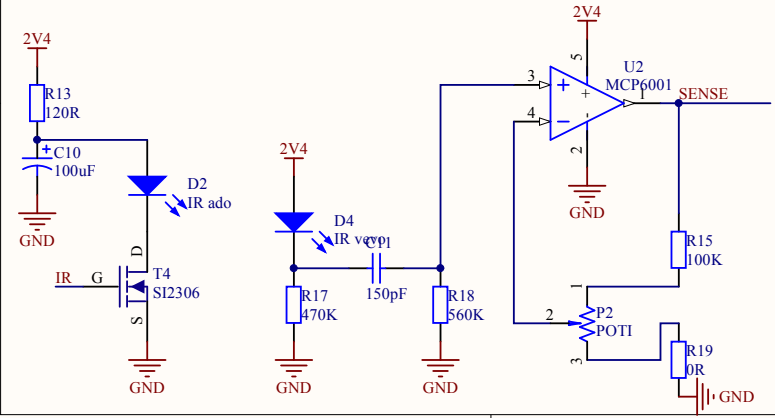 2V4
R13
120R
+
C10
100uF
GND
D2
IR ado
IR
G
D
S
T4
SI2306
GND
2V4
D4
IR vevo
C11
150pF
R17
470K
GND
R18
560K
GND
2V4
5
U2
MCP6001
3
+
4
+
-
1
SENSE
2
GND
R15
100K
1
2
P2
POTI
3
R19
0R
GND